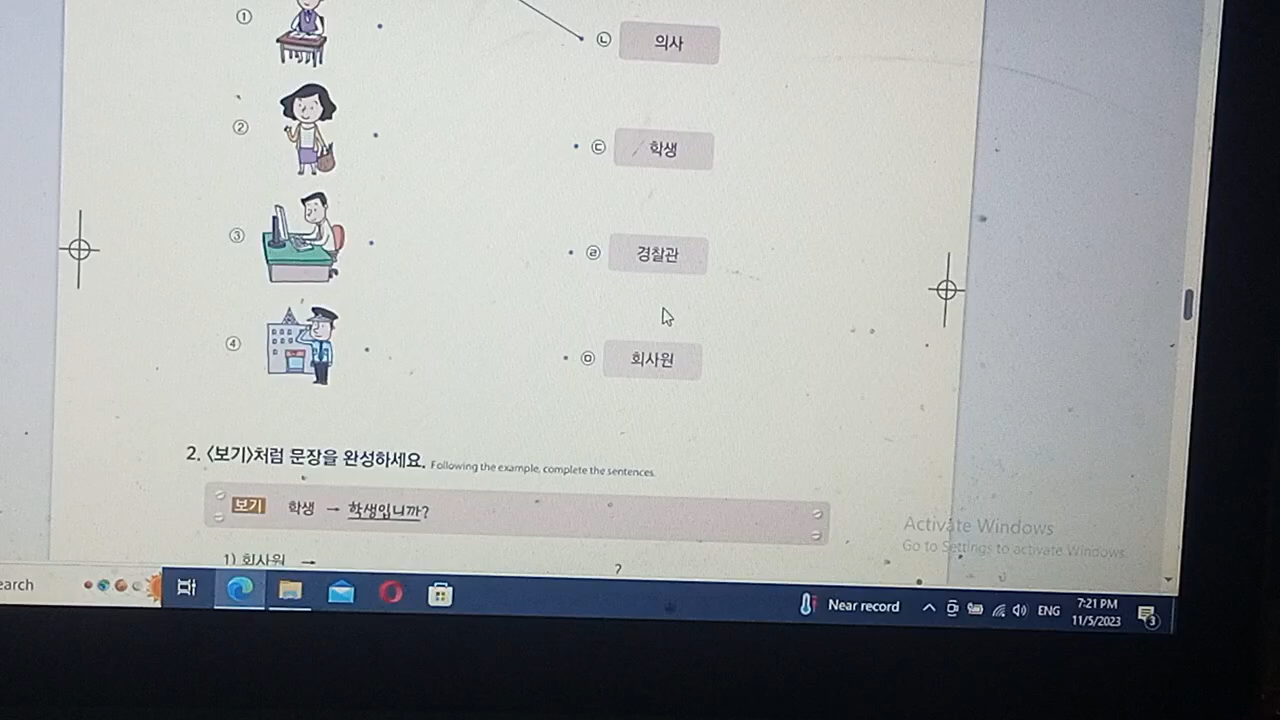 ①
㉡ 의사
②
㉢ 학생
③
㉣ 경찰관
④
㉤ 회사원
2. 〈보기〉처럼 문장을 완성하세요. Following the example, complete the sentences.
보기 학생 → 학생입니까?
1) 회사원 → ?
Activate Windows
Go to Settings to activate Windows.
earch
Near record
ENG
7:21 PM
11/5/2023
3